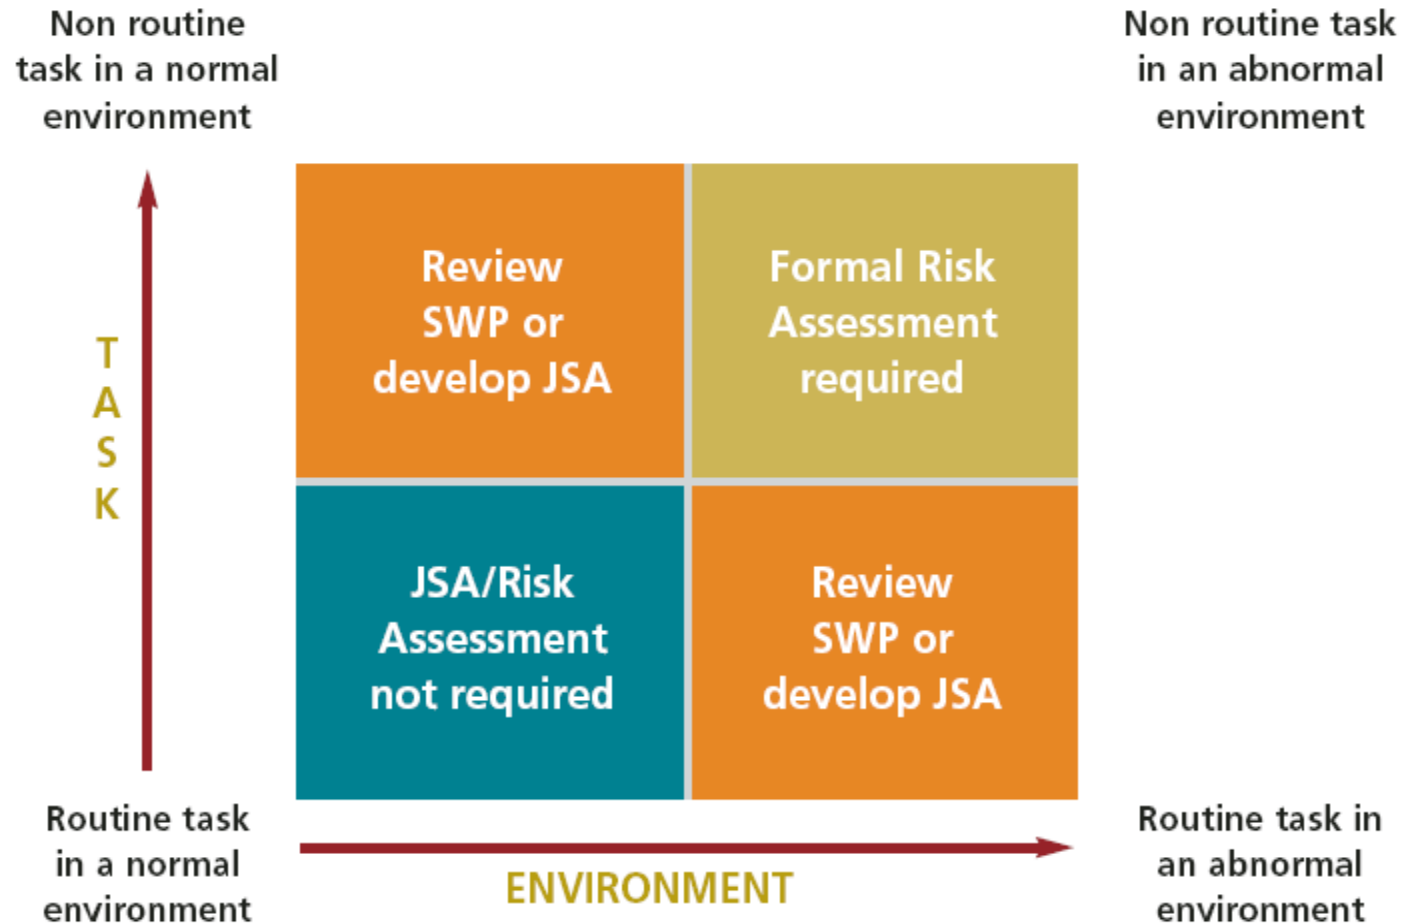 Non routine
task in a normal
environment
Non routine task
in an abnormal
environment
Review
SWP or
develop JSA
Formal Risk
Assessment
required
T
A
S
K
JSA/Risk
Assessment
not required
Review
SWP or
develop JSA
Routine task
in a normal
environment
ENVIRONMENT
Routine task in
an abnormal
environment